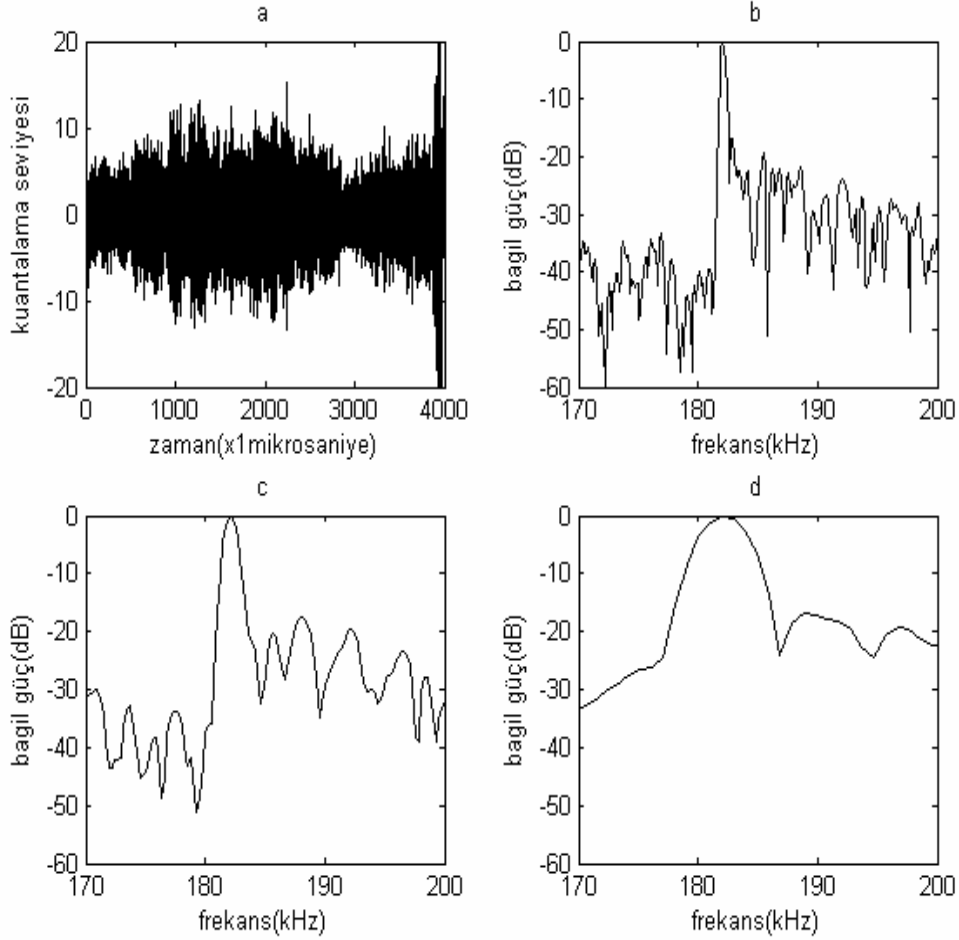 a
20
10
0
-10
-20
kuantalama seviyesi
0 1000 2000 3000 4000
zaman(x1mikrosaniye)
b
0
-10
-20
-30
-40
-50
-60
bagil güç(dB)
170 180 190 200
frekans(kHz)
c
0
-10
-20
-30
-40
-50
-60
bagil güç(dB)
170 180 190 200
frekans(kHz)
d
0
-10
-20
-30
-40
-50
-60
bagil güç(dB)
170 180 190 200
frekans(kHz)